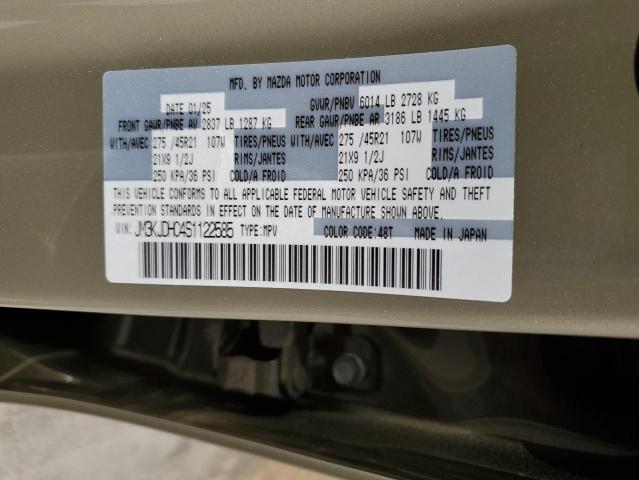 MFD. BY MAZDA MOTOR CORPORATION
DATE 01/25 GVWR/PNBV 6014 LB 2728 KG
FRONT GAWR/PNBE AV 2837 LB 1287 KG REAR GAWR/PNBE AR 3186 LB 1445 KG
WITH/AVEC 275 /45R21 107W TIRES/PNEUS WITH/AVEC 275 /45R21 107W TIRES/PNEUS
21X9 1/2J RIMS/JANTES 21X9 1/2J RIMS/JANTES
250 KPA/36 PSI COLD/A FROID 250 KPA/36 PSI COLD/A FROID
THIS VEHICLE CONFORMS TO ALL APPLICABLE FEDERAL MOTOR VEHICLE SAFETY AND THEFT
PREVENTION STANDARDS IN EFFECT ON THE DATE OF MANUFACTURE SHOWN ABOVE.
VIN: JM3KJDHC4S1122585 TYPE:MPV COLOR CODE:48T MADE IN JAPAN